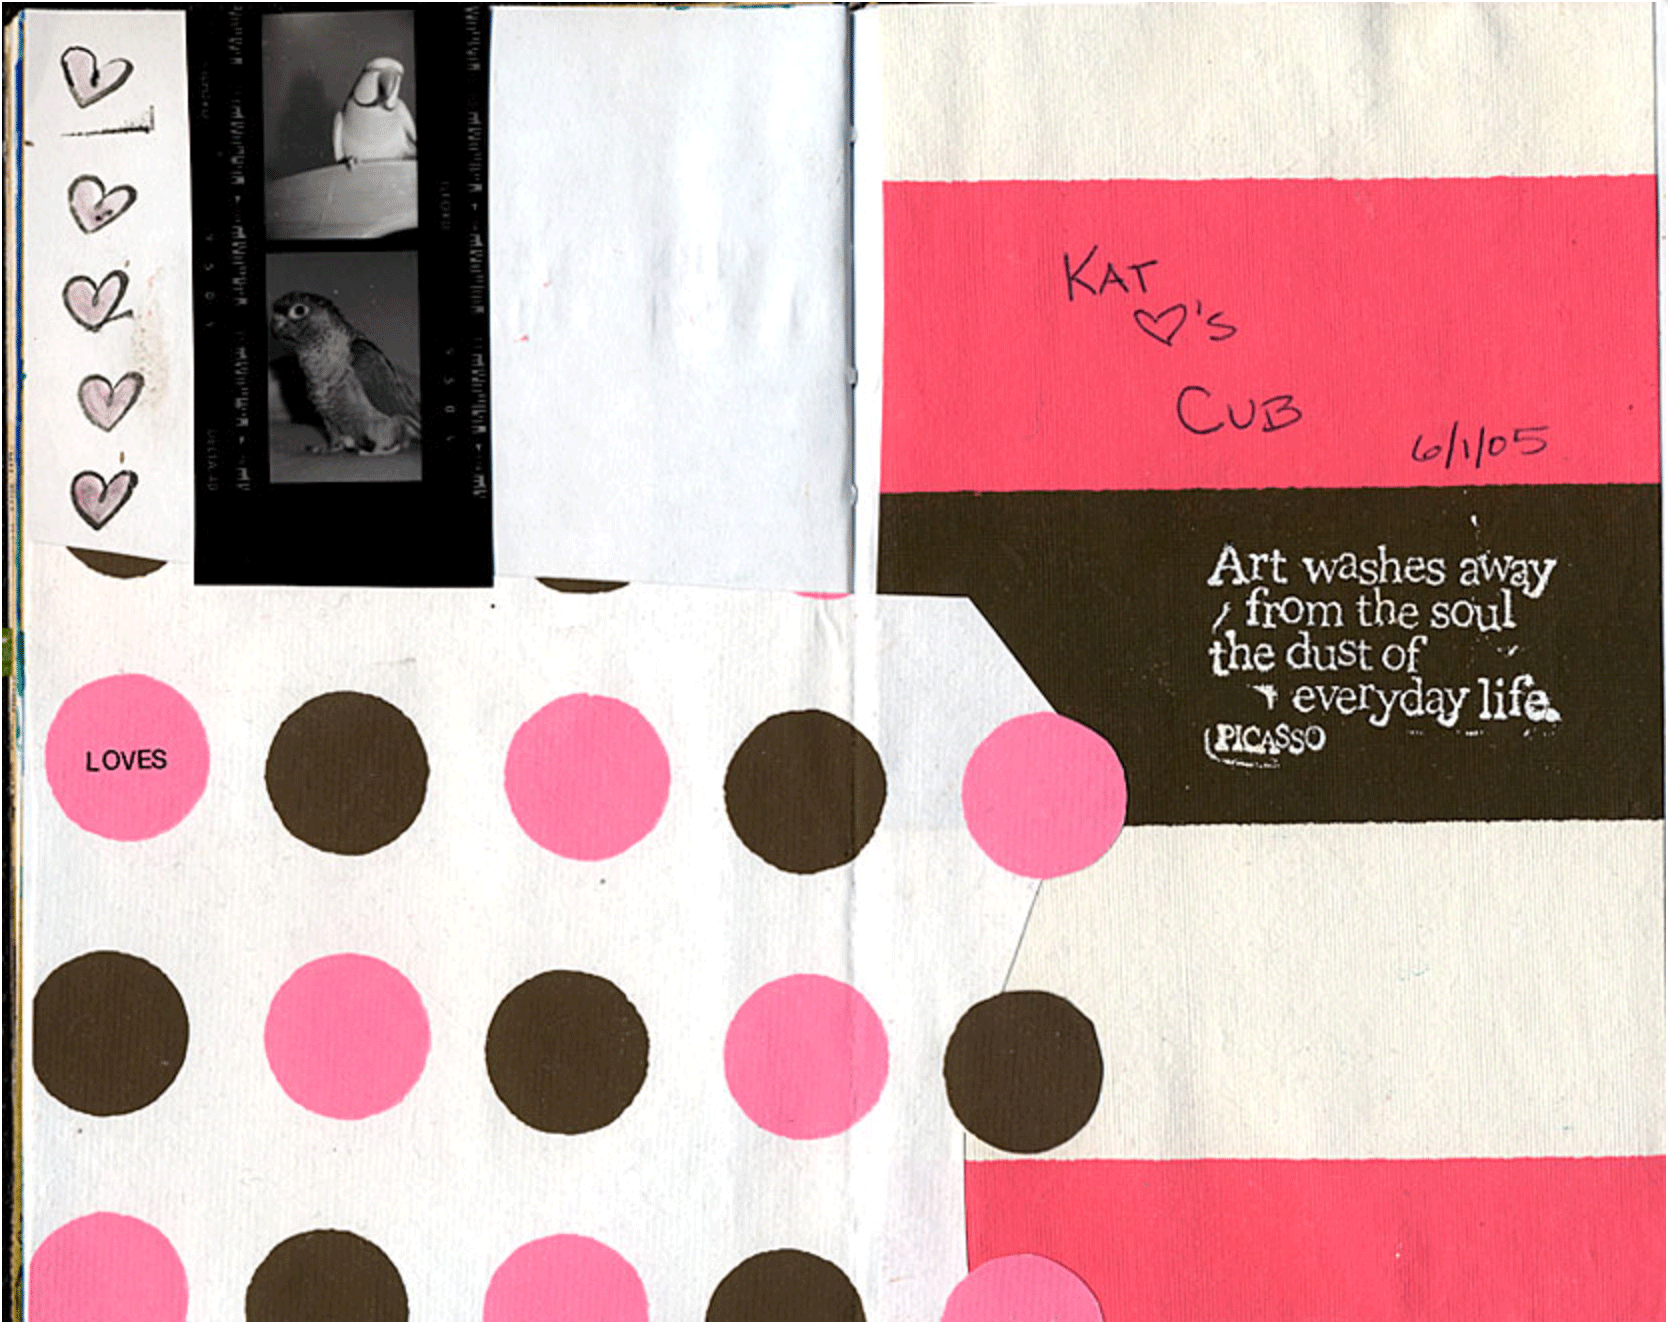 LOVES
KAT
♡'S
CUB
6/1/05
Art washes away
from the soul
the dust of
everyday life.
PICASSO